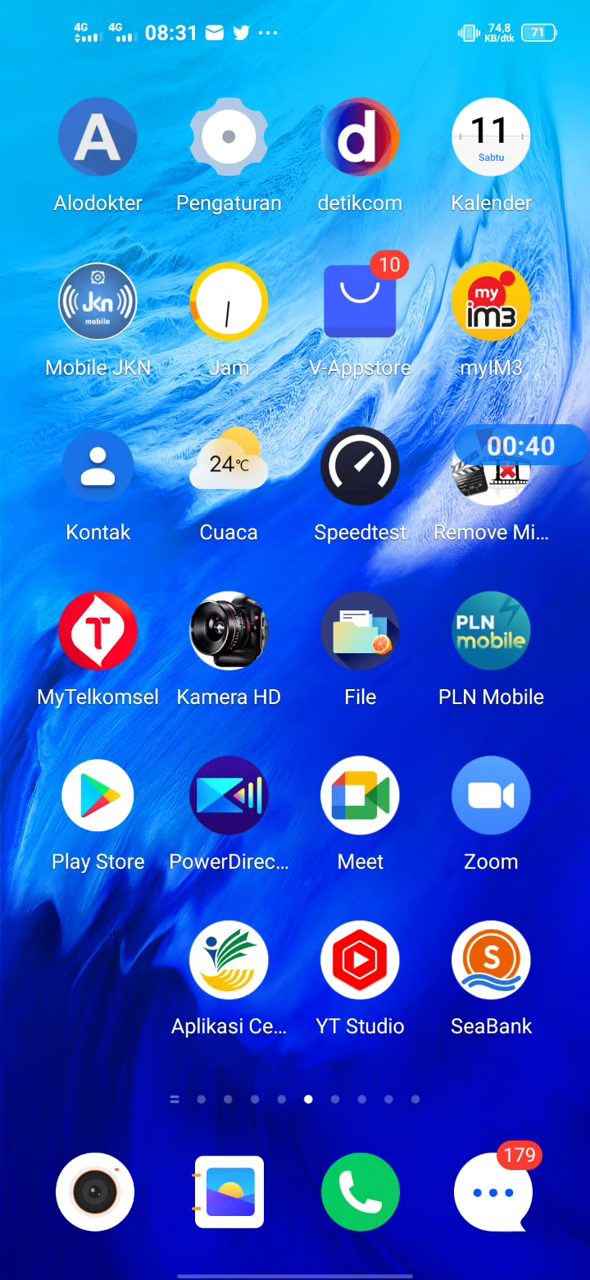 4G 4G 08:31 ... 74,8 KB/dtk 71
A
d
11
Sabtu
Alodokter Pengaturan detikcom Kalender
10
Jkn
mobile
my
im3
Mobile JKN Jam V-Appstore myIM3
00:40
24°C
Kontak Cuaca Speedtest Remove Mi...
T
PLN
mobile
MyTelkomsel Kamera HD File PLN Mobile
Play Store PowerDirec... Meet Zoom
S
Aplikasi Ce... YT Studio SeaBank
179